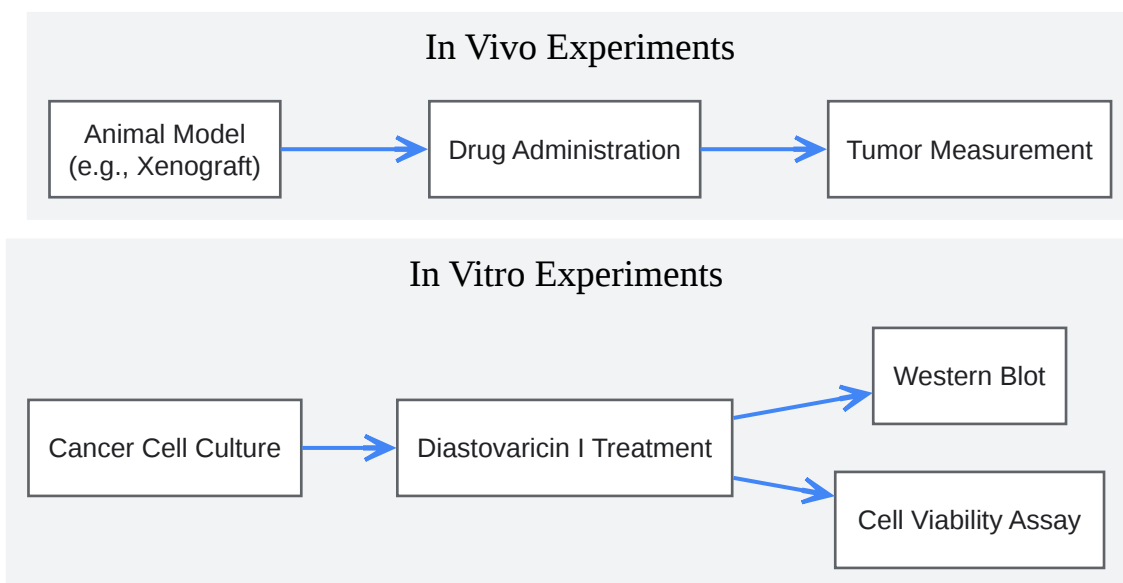 In Vivo Experiments
Animal Model
(e.g., Xenograft)
Drug Administration
Tumor Measurement
In Vitro Experiments
Cancer Cell Culture
Diastovaricin I Treatment
Western Blot
Cell Viability Assay